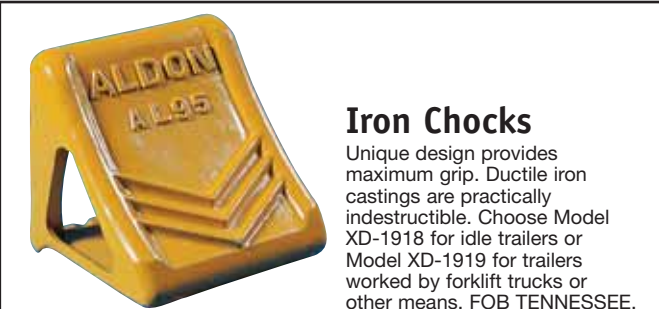 ALDON
AL95
Iron Chocks
Unique design provides
maximum grip. Ductile iron
castings are practically
indestructible. Choose Model
XD-1918 for idle trailers or
Model XD-1919 for trailers
worked by forklift trucks or
other means. FOB TENNESSEE.